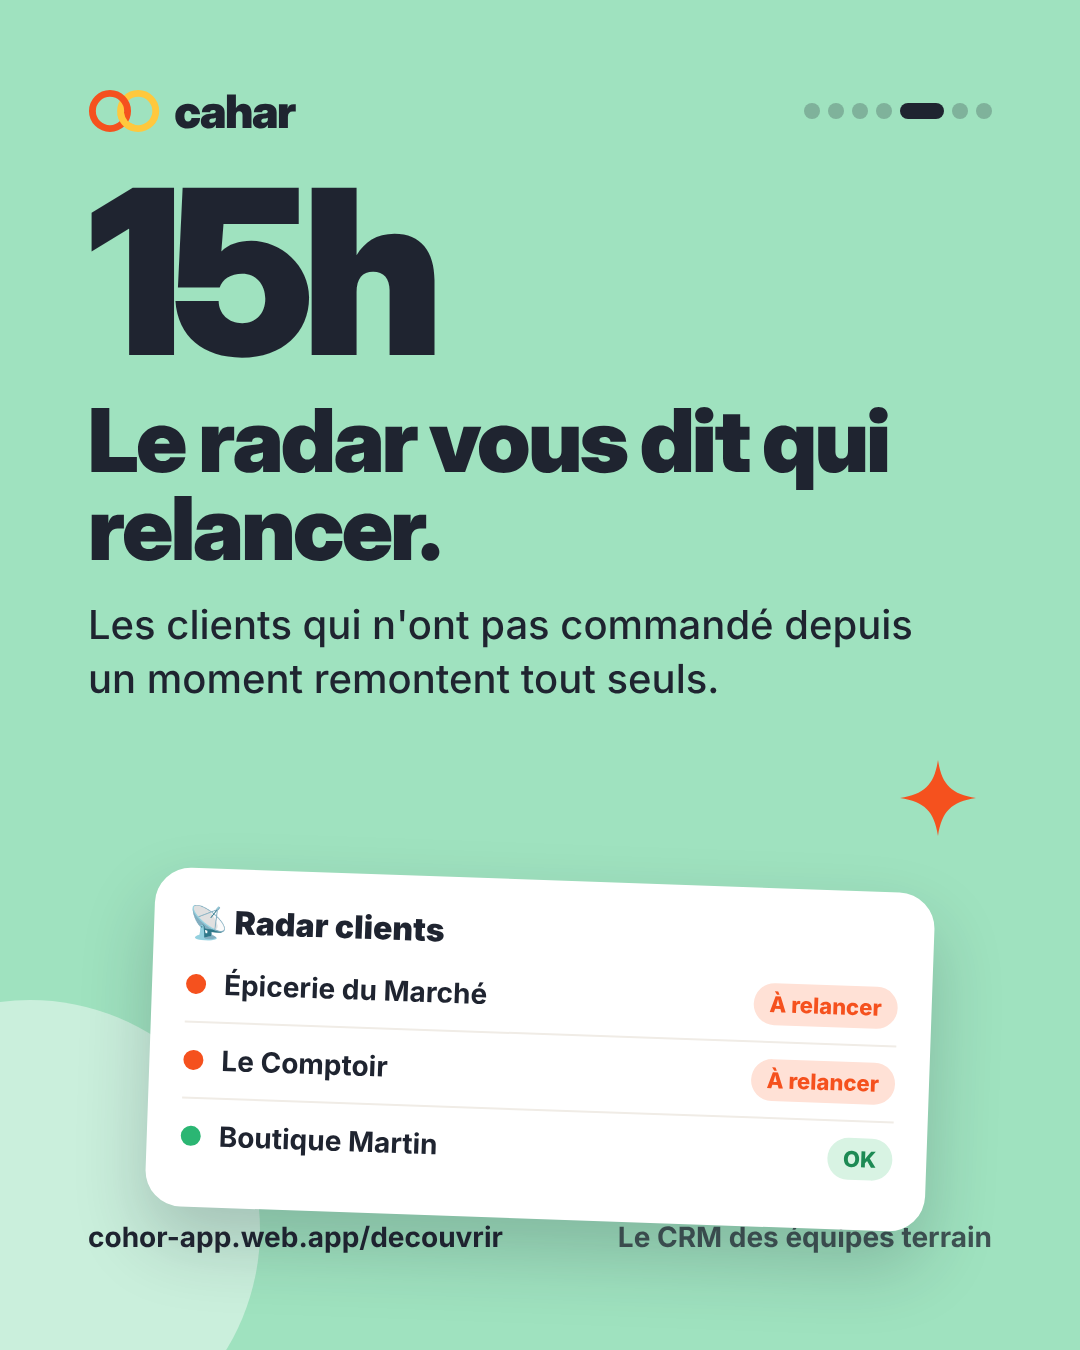 cahar
15h
Le radar vous dit qui
relancer.
Les clients qui n'ont pas commandé depuis
un moment remontent tout seuls.
Radar clients
Épicerie du Marché À relancer
Le Comptoir À relancer
Boutique Martin OK
cohor-app.web.app/decouvrir Le CRM des équipes terrain